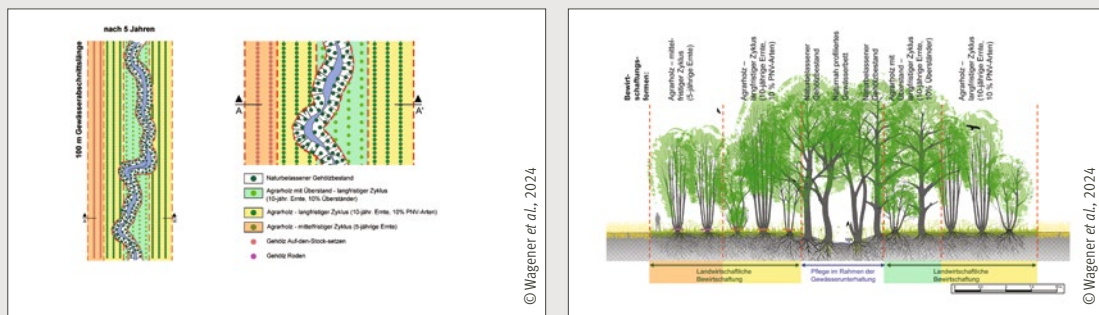 nach 5 Jahren
100 m Gewässerabschnittslänge
A
A'
A
A'
Naturbelassener Gehölzbestand
Agrarholz mit Überstand - langfristiger Zyklus
(10-jähr. Ernte, 10% Überständer)
Agrarholz - langfristiger Zyklus (10-jähr. Ernte, 10% PNV-Arten)
Agrarholz - mittelfristiger Zyklus (5-jährige Ernte)
Gehölz Auf-den-Stock-setzen
Gehölz Roden
© Wagener et al., 2024
Bewirt-
schaftungs-
formen:
Agrarholz – mittel-
fristiger Zyklus
(5-jährige Ernte)
Agrarholz –
langfristiger Zyklus
(10-jährige Ernte,
10 % PNV-Arten)
Naturbelassener
Gehölzbestand
Naturnah profiliertes
Gewässerbett
Naturbelassener
Gehölzbestand
Agrarholz mit
Überstand –
langfristiger Zyklus
(10-jährige Ernte,
10% Überständer)
Agrarholz –
langfristiger Zyklus
(10-jährige Ernte,
10 % PNV-Arten)
Landwirtschaftliche
Bewirtschaftung
Pflege im Rahmen der
Gewässerunterhaltung
Landwirtschaftliche
Bewirtschaftung
© Wagener et al., 2024